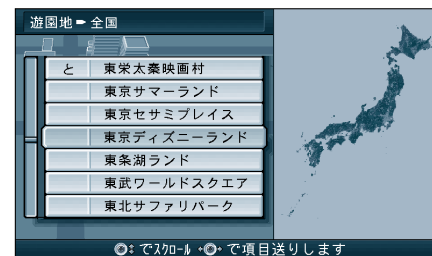 遊園地➨全国
と 東栄太秦映画村
東京サマーランド
東京セサミプレイス
東京ディズニーランド
東条湖ランド
東武ワールドスクエア
東北サファリパーク
◎↕でスクロール ◎で項目送りします